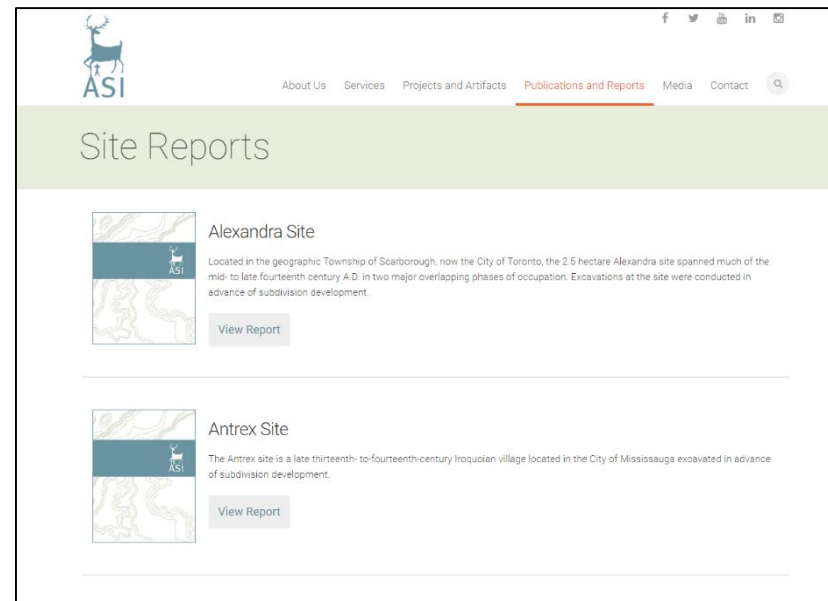 ASI
About Us Services Projects and Artifacts Publications and Reports Media Contact
Site Reports
ASI
Alexandra Site
Located in the geographic Township of Scarborough, now the City of Toronto, the 2.5 hectare Alexandra site spanned much of the
mid- to late fourteenth century A.D. in two major overlapping phases of occupation. Excavations at the site were conducted in
advance of subdivision development.
View Report
ASI
Antrex Site
The Antrex site is a late thirteenth- to-fourteenth-century Iroquoian village located in the City of Mississauga excavated in advance
of subdivision development.
View Report